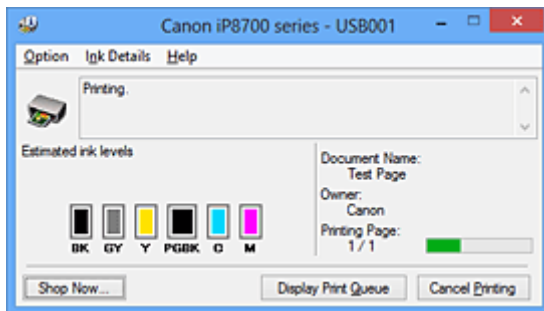 Canon iP8700 series - USB001
Option Ink Details Help
Printing.
Estimated ink levels
Document Name:
Test Page
Owner:
Canon
Printing Page:
1 / 1
BK GY Y PGBK C M
Shop Now... Display Print Queue Cancel Printing